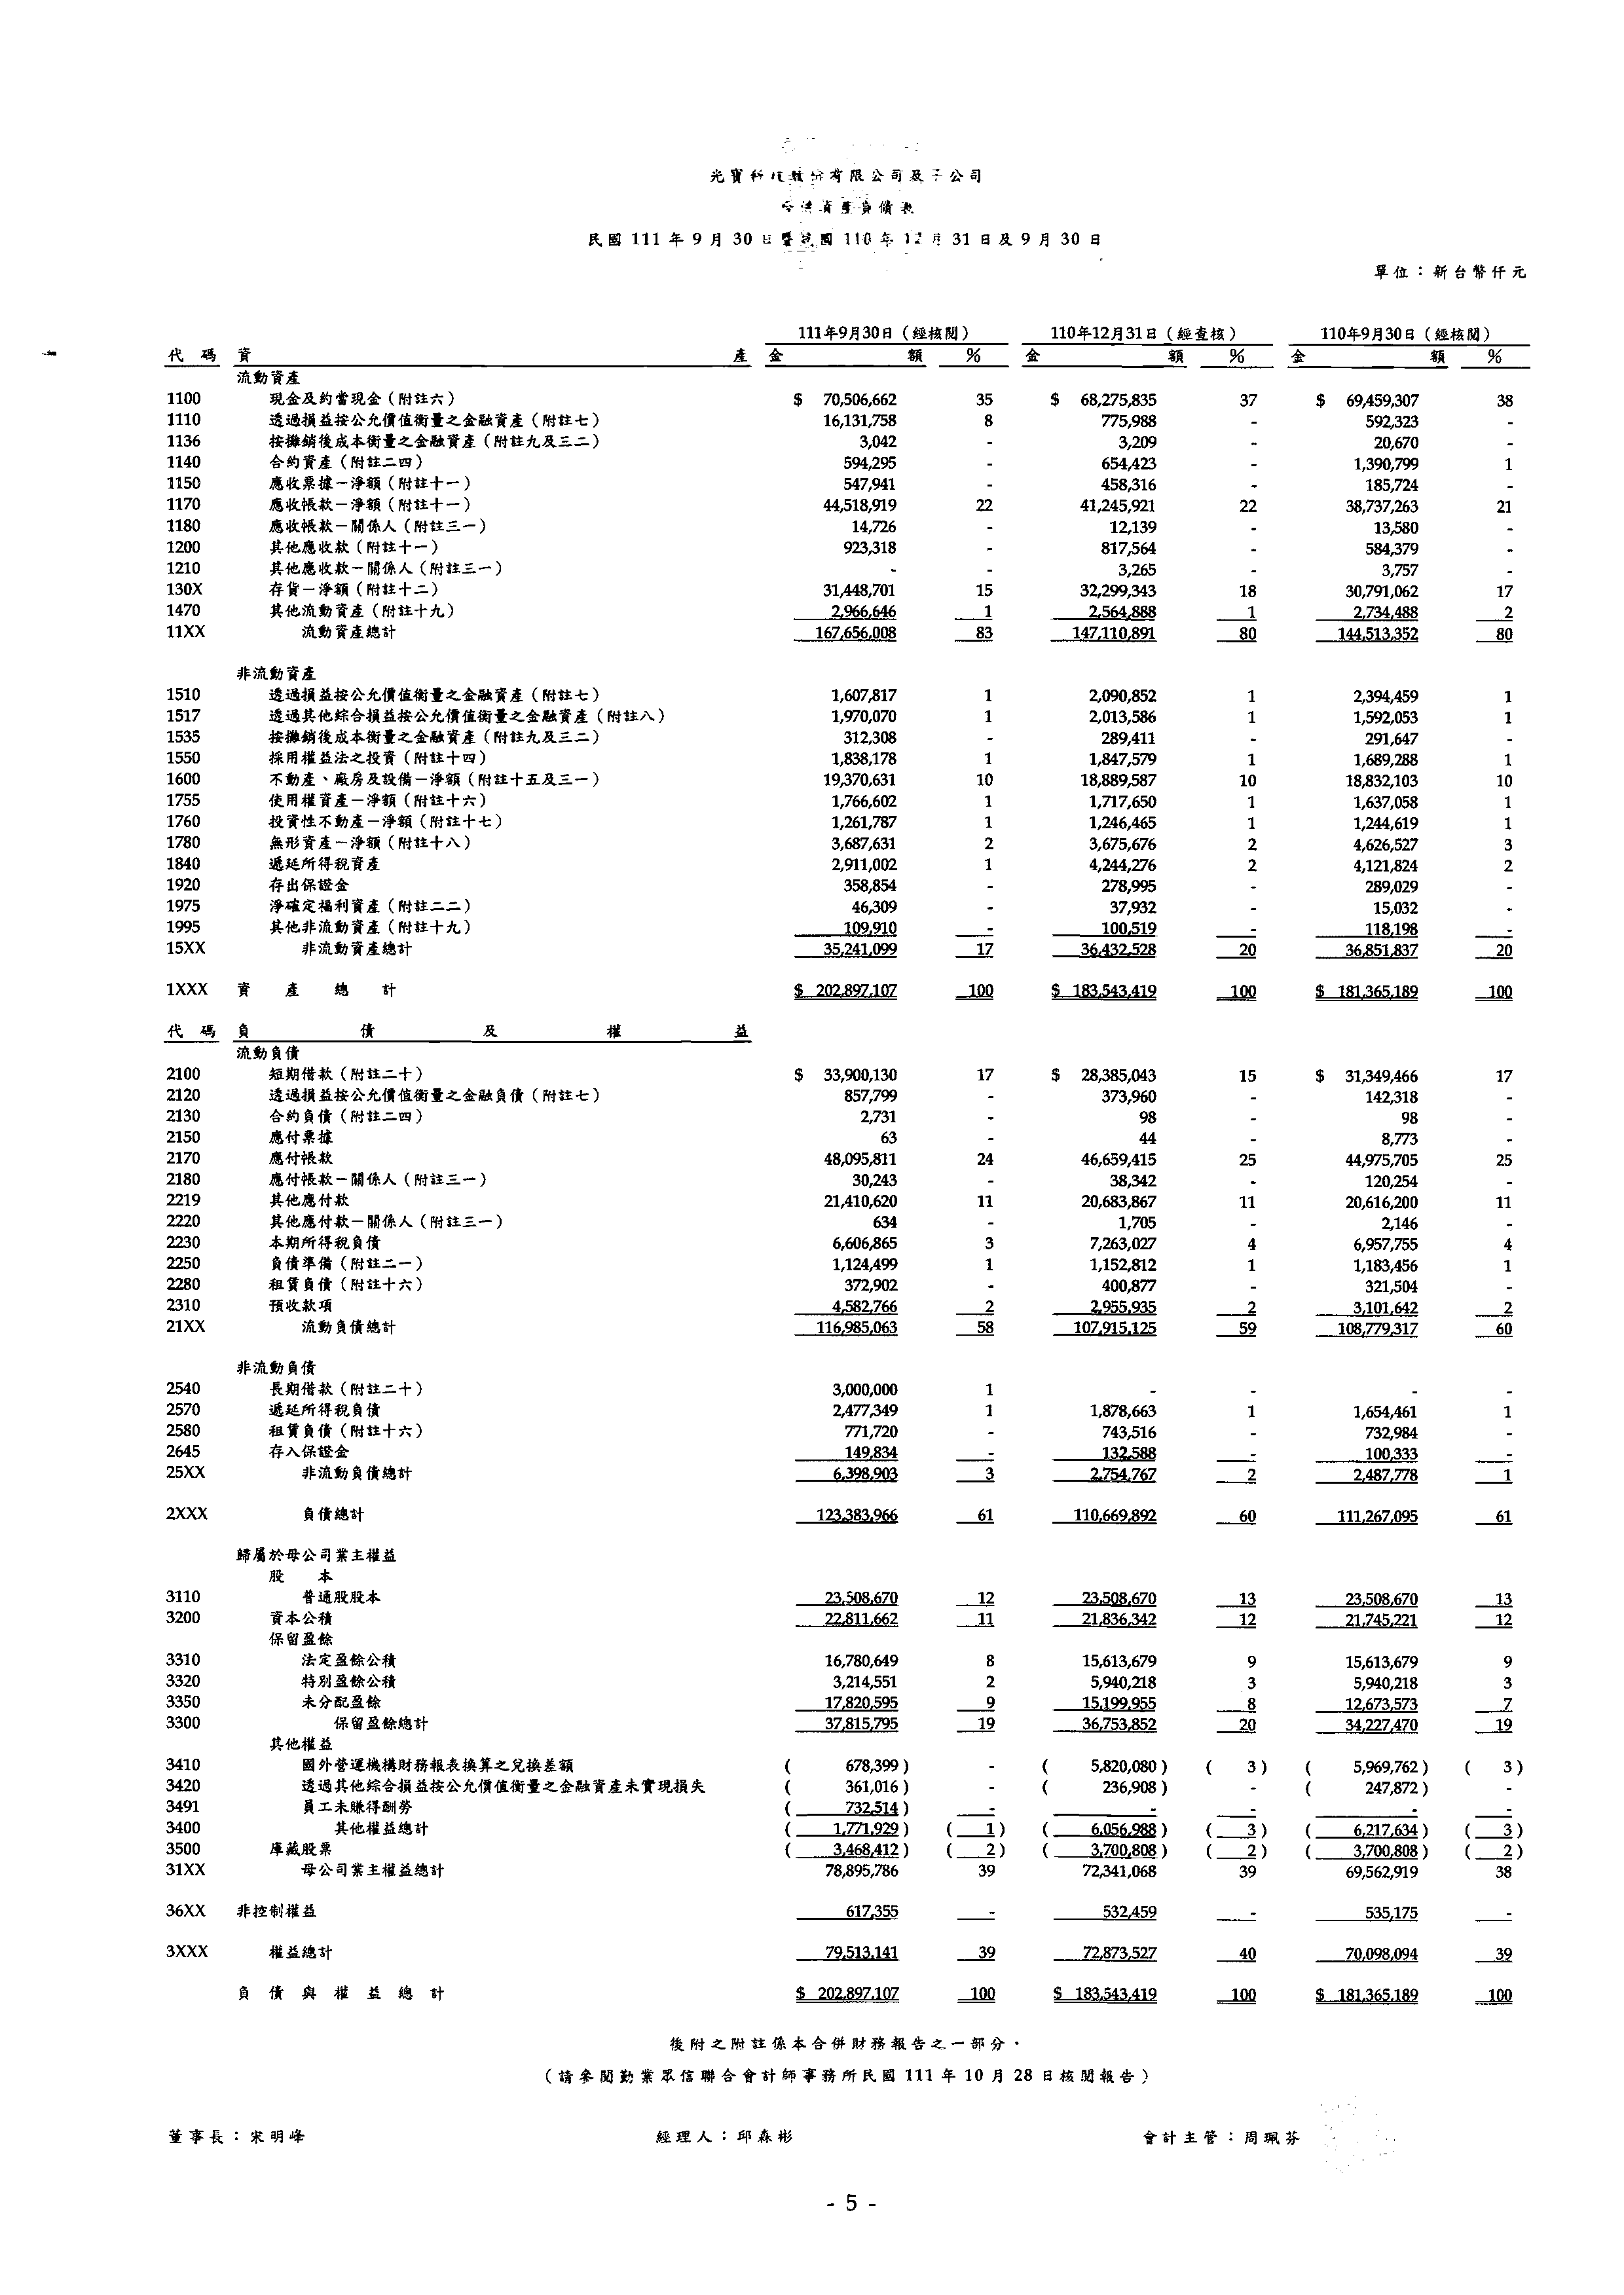 光寶科技股份有限公司及子公司
合併資產負債表
民國 111 年 9 月 30 日暨民國 110 年 12 月 31 日及 9 月 30 日
單位：新台幣仟元
111年9月30日（經核閱） 110年12月31日（經查核） 110年9月30日（經核閱）
代 碼 資 產 金 額 % 金 額 % 金 額 %
流動資產
1100 現金及約當現金（附註六） $ 70,506,662 35 $ 68,275,835 37 $ 69,459,307 38
1110 透過損益按公允價值衡量之金融資產（附註七） 16,131,758 8 775,988 - 592,323 -
1136 按攤銷後成本衡量之金融資產（附註九及三二） 3,042 - 3,209 - 20,670 -
1140 合約資產（附註二四） 594,295 - 654,423 - 1,390,799 1
1150 應收票據－淨額（附註十一） 547,941 - 458,316 - 185,724 -
1170 應收帳款－淨額（附註十一） 44,518,919 22 41,245,921 22 38,737,263 21
1180 應收帳款－關係人（附註三一） 14,726 - 12,139 - 13,580 -
1200 其他應收款（附註十一） 923,318 - 817,564 - 584,379 -
1210 其他應收款－關係人（附註三一） - - 3,265 - 3,757 -
130X 存貨－淨額（附註十二） 31,448,701 15 32,299,343 18 30,791,062 17
1470 其他流動資產（附註十九） 2,966,646 1 2,564,888 1 2,734,488 2
11XX 流動資產總計 167,656,008 83 147,110,891 80 144,513,352 80
非流動資產
1510 透過損益按公允價值衡量之金融資產（附註七） 1,607,817 1 2,090,852 1 2,394,459 1
1517 透過其他綜合損益按公允價值衡量之金融資產（附註八） 1,970,070 1 2,013,586 1 1,592,053 1
1535 按攤銷後成本衡量之金融資產（附註九及三二） 312,308 - 289,411 - 291,647 -
1550 採用權益法之投資（附註十四） 1,838,178 1 1,847,579 1 1,689,288 1
1600 不動產、廠房及設備－淨額（附註十五及三一） 19,370,631 10 18,889,587 10 18,832,103 10
1755 使用權資產－淨額（附註十六） 1,766,602 1 1,717,650 1 1,637,058 1
1760 投資性不動產－淨額（附註十七） 1,261,787 1 1,246,465 1 1,244,619 1
1780 無形資產－淨額（附註十八） 3,687,631 2 3,675,676 2 4,626,527 3
1840 遞延所得稅資產 2,911,002 1 4,244,276 2 4,121,824 2
1920 存出保證金 358,854 - 278,995 - 289,029 -
1975 淨確定福利資產（附註二二） 46,309 - 37,932 - 15,032 -
1995 其他非流動資產（附註十九） 109,910 - 100,519 - 118,198 -
15XX 非流動資產總計 35,241,099 17 36,432,528 20 36,851,837 20
1XXX 資 產 總 計 $ 202,897,107 100 $ 183,543,419 100 $ 181,365,189 100
代 碼 負 債 及 權 益
流動負債
2100 短期借款（附註二十） $ 33,900,130 17 $ 28,385,043 15 $ 31,349,466 17
2120 透過損益按公允價值衡量之金融負債（附註七） 857,799 - 373,960 - 142,318 -
2130 合約負債（附註二四） 2,731 - 98 - 98 -
2150 應付票據 63 - 44 - 8,773 -
2170 應付帳款 48,095,811 24 46,659,415 25 44,975,705 25
2180 應付帳款－關係人（附註三一） 30,243 - 38,342 - 120,254 -
2219 其他應付款 21,410,620 11 20,683,867 11 20,616,200 11
2220 其他應付款－關係人（附註三一） 634 - 1,705 - 2,146 -
2230 本期所得稅負債 6,606,865 3 7,263,027 4 6,957,755 4
2250 負債準備（附註二一） 1,124,499 1 1,152,812 1 1,183,456 1
2280 租賃負債（附註十六） 372,902 - 400,877 - 321,504 -
2310 預收款項 4,582,766 2 2,955,935 2 3,101,642 2
21XX 流動負債總計 116,985,063 58 107,915,125 59 108,779,317 60
非流動負債
2540 長期借款（附註二十） 3,000,000 1 - - - -
2570 遞延所得稅負債 2,477,349 1 1,878,663 1 1,654,461 1
2580 租賃負債（附註十六） 771,720 - 743,516 - 732,984 -
2645 存入保證金 149,834 - 132,588 - 100,333 -
25XX 非流動負債總計 6,398,903 3 2,754,767 2 2,487,778 1
2XXX 負債總計 123,383,966 61 110,669,892 60 111,267,095 61
歸屬於母公司業主權益
股 本
3110 普通股股本 23,508,670 12 23,508,670 13 23,508,670 13
3200 資本公積 22,811,662 11 21,836,342 12 21,745,221 12
保留盈餘
3310 法定盈餘公積 16,780,649 8 15,613,679 9 15,613,679 9
3320 特別盈餘公積 3,214,551 2 5,940,218 3 5,940,218 3
3350 未分配盈餘 17,820,595 9 15,199,955 8 12,673,573 7
3300 保留盈餘總計 37,815,795 19 36,753,852 20 34,227,470 19
其他權益
3410 國外營運機構財務報表換算之兌換差額 ( 678,399 ) - ( 5,820,080 ) ( 3 ) ( 5,969,762 ) ( 3 )
3420 透過其他綜合損益按公允價值衡量之金融資產未實現損失 ( 361,016 ) - ( 236,908 ) - ( 247,872 ) -
3491 員工未賺得酬勞 ( 732,514 ) - - - - -
3400 其他權益總計 ( 1,771,929 ) ( 1 ) ( 6,056,988 ) ( 3 ) ( 6,217,634 ) ( 3 )
3500 庫藏股票 ( 3,468,412 ) ( 2 ) ( 3,700,808 ) ( 2 ) ( 3,700,808 ) ( 2 )
31XX 母公司業主權益總計 78,895,786 39 72,341,068 39 69,562,919 38
36XX 非控制權益 617,355 - 532,459 - 535,175 -
3XXX 權益總計 79,513,141 39 72,873,527 40 70,098,094 39
負 債 與 權 益 總 計 $ 202,897,107 100 $ 183,543,419 100 $ 181,365,189 100
後附之附註係本合併財務報告之一部分。
（請參閱勤業眾信聯合會計師事務所民國 111 年 10 月 28 日核閱報告）
董事長：宋明峰 經理人：邱森彬 會計主管：周珮芬
- 5 -